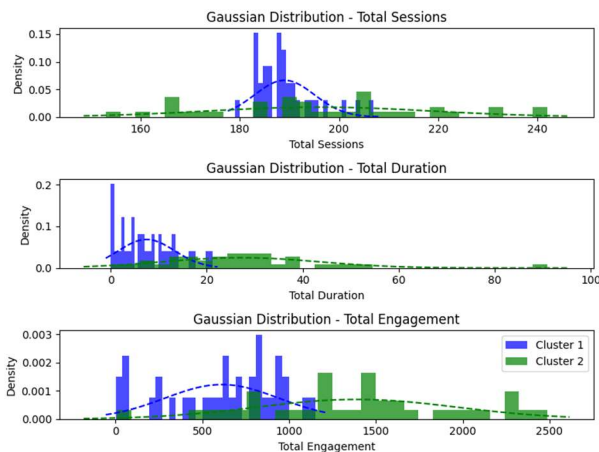 Gaussian Distribution - Total Sessions
0.15
0.10
0.05
0.00
Density
160 180 200 220 240
Total Sessions
Gaussian Distribution - Total Duration
0.2
0.1
0.0
Density
0 20 40 60 80 100
Total Duration
Gaussian Distribution - Total Engagement
0.003
0.002
0.001
0.000
Density
Cluster 1
Cluster 2
0 500 1000 1500 2000 2500
Total Engagement